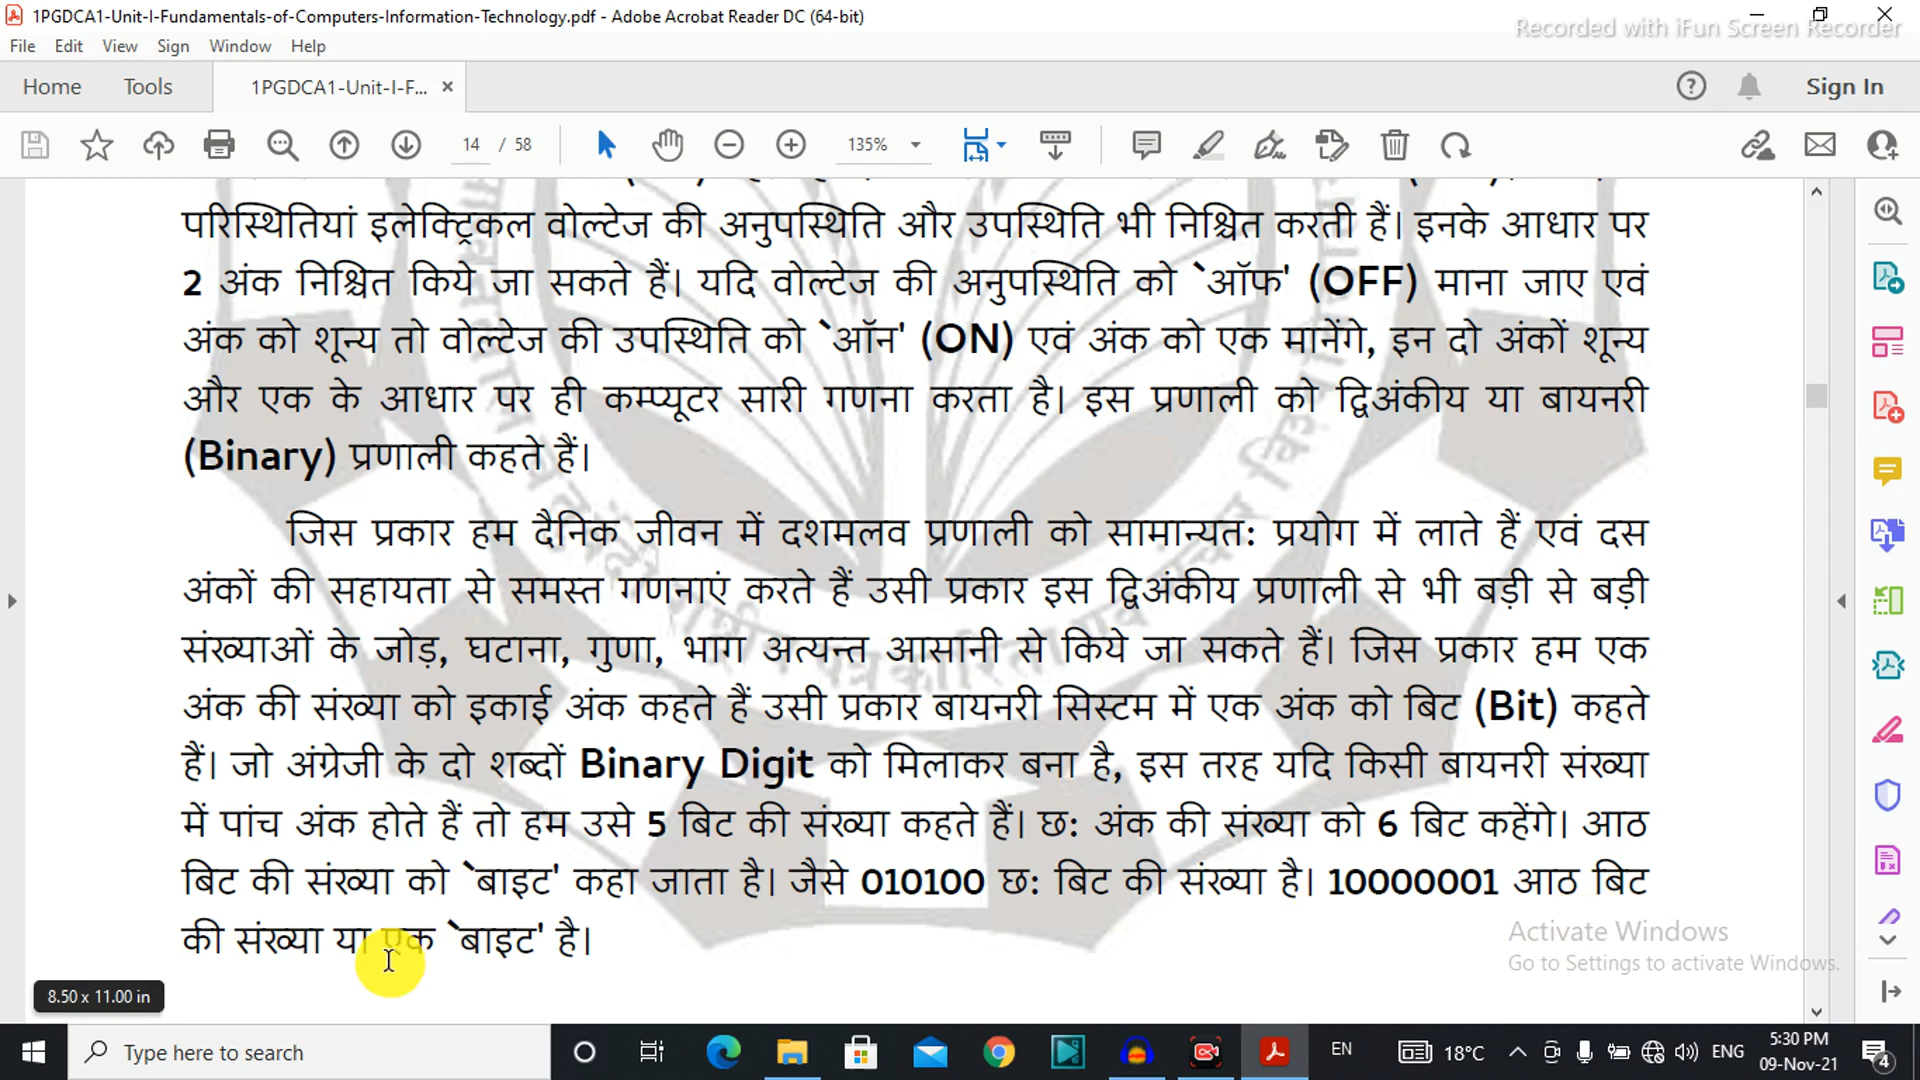 1PGDCA1-Unit-I-Fundamentals-of-Computers-Information-Technology.pdf - Adobe Acrobat Reader DC (64-bit)
Recorded with iFun Screen Recorder
File Edit View Sign Window Help
Home Tools 1PGDCA1-Unit-I-F... × Sign In
14 / 58 135%
परिस्थितियां इलेक्ट्रिकल वोल्टेज की अनुपस्थिति और उपस्थिति भी निश्चित करती हैं। इनके आधार पर
2 अंक निश्चित किये जा सकते हैं। यदि वोल्टेज की अनुपस्थिति को `ऑफ' (OFF) माना जाए एवं
अंक को शून्य तो वोल्टेज की उपस्थिति को `ऑन' (ON) एवं अंक को एक मानेंगे, इन दो अंकों शून्य
और एक के आधार पर ही कम्प्यूटर सारी गणना करता है। इस प्रणाली को द्विअंकीय या बायनरी
(Binary) प्रणाली कहते हैं।
जिस प्रकार हम दैनिक जीवन में दशमलव प्रणाली को सामान्यत: प्रयोग में लाते हैं एवं दस
अंकों की सहायता से समस्त गणनाएं करते हैं उसी प्रकार इस द्विअंकीय प्रणाली से भी बड़ी से बड़ी
संख्याओं के जोड़, घटाना, गुणा, भाग अत्यन्त आसानी से किये जा सकते हैं। जिस प्रकार हम एक
अंक की संख्या को इकाई अंक कहते हैं उसी प्रकार बायनरी सिस्टम में एक अंक को बिट (Bit) कहते
हैं। जो अंग्रेजी के दो शब्दों Binary Digit को मिलाकर बना है, इस तरह यदि किसी बायनरी संख्या
में पांच अंक होते हैं तो हम उसे 5 बिट की संख्या कहते हैं। छ: अंक की संख्या को 6 बिट कहेंगे। आठ
बिट की संख्या को `बाइट' कहा जाता है। जैसे 010100 छ: बिट की संख्या है। 10000001 आठ बिट
की संख्या या एक `बाइट' है।
Activate Windows
Go to Settings to activate Windows.
8.50 x 11.00 in
Type here to search EN 18°C ENG 5:30 PM
09-Nov-21 4